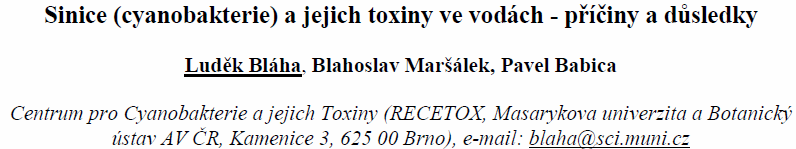 Sinice (cyanobakterie) a jejich toxiny ve vodách - příčiny a důsledky
Luděk Bláha, Blahoslav Maršálek, Pavel Babica
Centrum pro Cyanobakterie a jejich Toxiny (RECETOX, Masarykova univerzita a Botanický
ústav AV ČR, Kamenice 3, 625 00 Brno), e-mail: blaha@sci.muni.cz